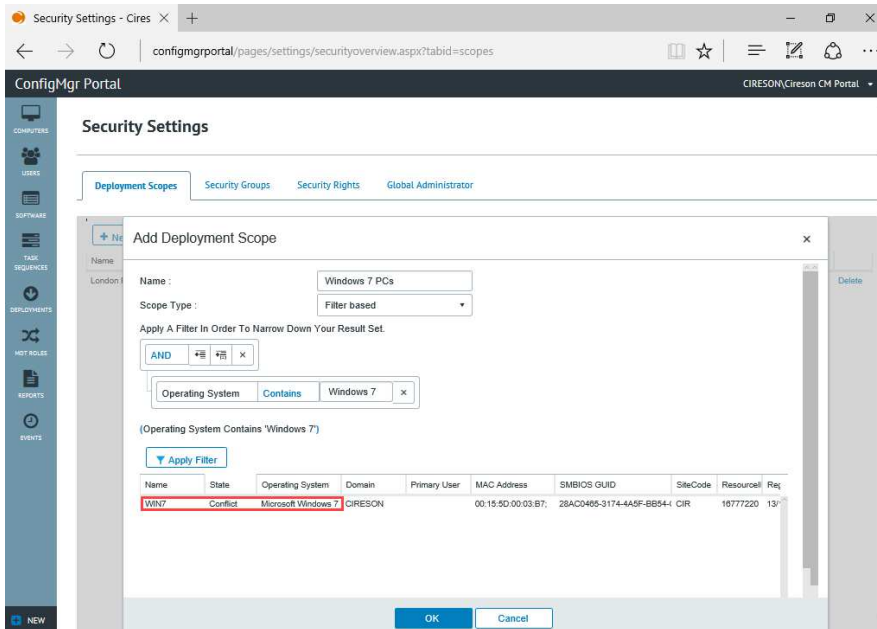 Security Settings - Cires
configmgrportal/pages/settings/securityoverview.aspx?tabid=scopes
ConfigMgr Portal
CIRESON\Cireson CM Portal
COMPUTERS
USERS
SOFTWARE
TASK SEQUENCES
DEPLOYMENTS
HOT ROLES
REPORTS
EVENTS
NEW
Security Settings
Deployment Scopes Security Groups Security Rights Global Administrator
+ Ne
Name
London
Delete
Add Deployment Scope
Name : Windows 7 PCs
Scope Type : Filter based
Apply A Filter In Order To Narrow Down Your Result Set.
AND
Operating System Contains Windows 7
(Operating System Contains 'Windows 7')
Apply Filter
Name State Operating System Domain Primary User MAC Address SMBIOS GUID SiteCode ResourceI Reg
WIN7 Conflict Microsoft Windows 7 CIRESON 00:15:5D:00:03:B7; 28AC0465-3174-4A5F-BB54-( CIR 16777220 13/
OK Cancel